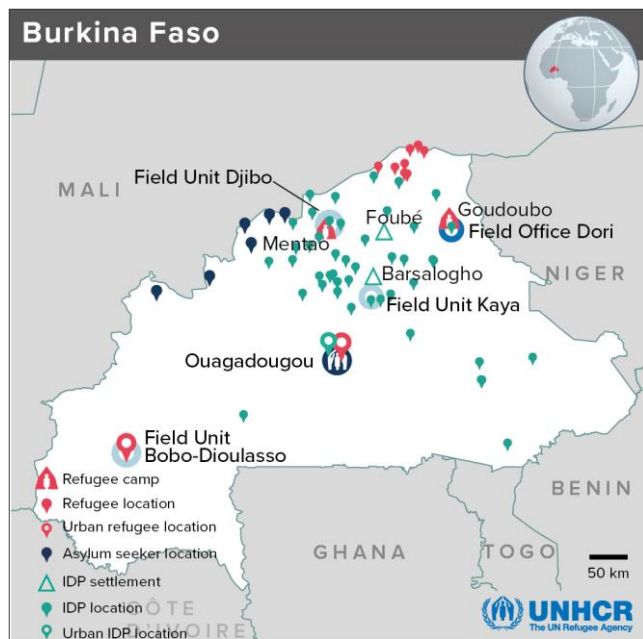 Burkina Faso
MALI
Field Unit Djibo
Foubé
Goudoubo
Field Office Dori
Mentao
Barsalogho
NIGER
Field Unit Kaya
Ouagadougou
Field Unit
Bobo-Dioulasso
Refugee camp
Refugee location
Urban refugee location
Asylum seeker location
IDP settlement
IDP location
Urban IDP location
BENIN
GHANA
TOGO
CÔTE
D'IVOIRE
50 km
UNHCR
The UN Refugee Agency